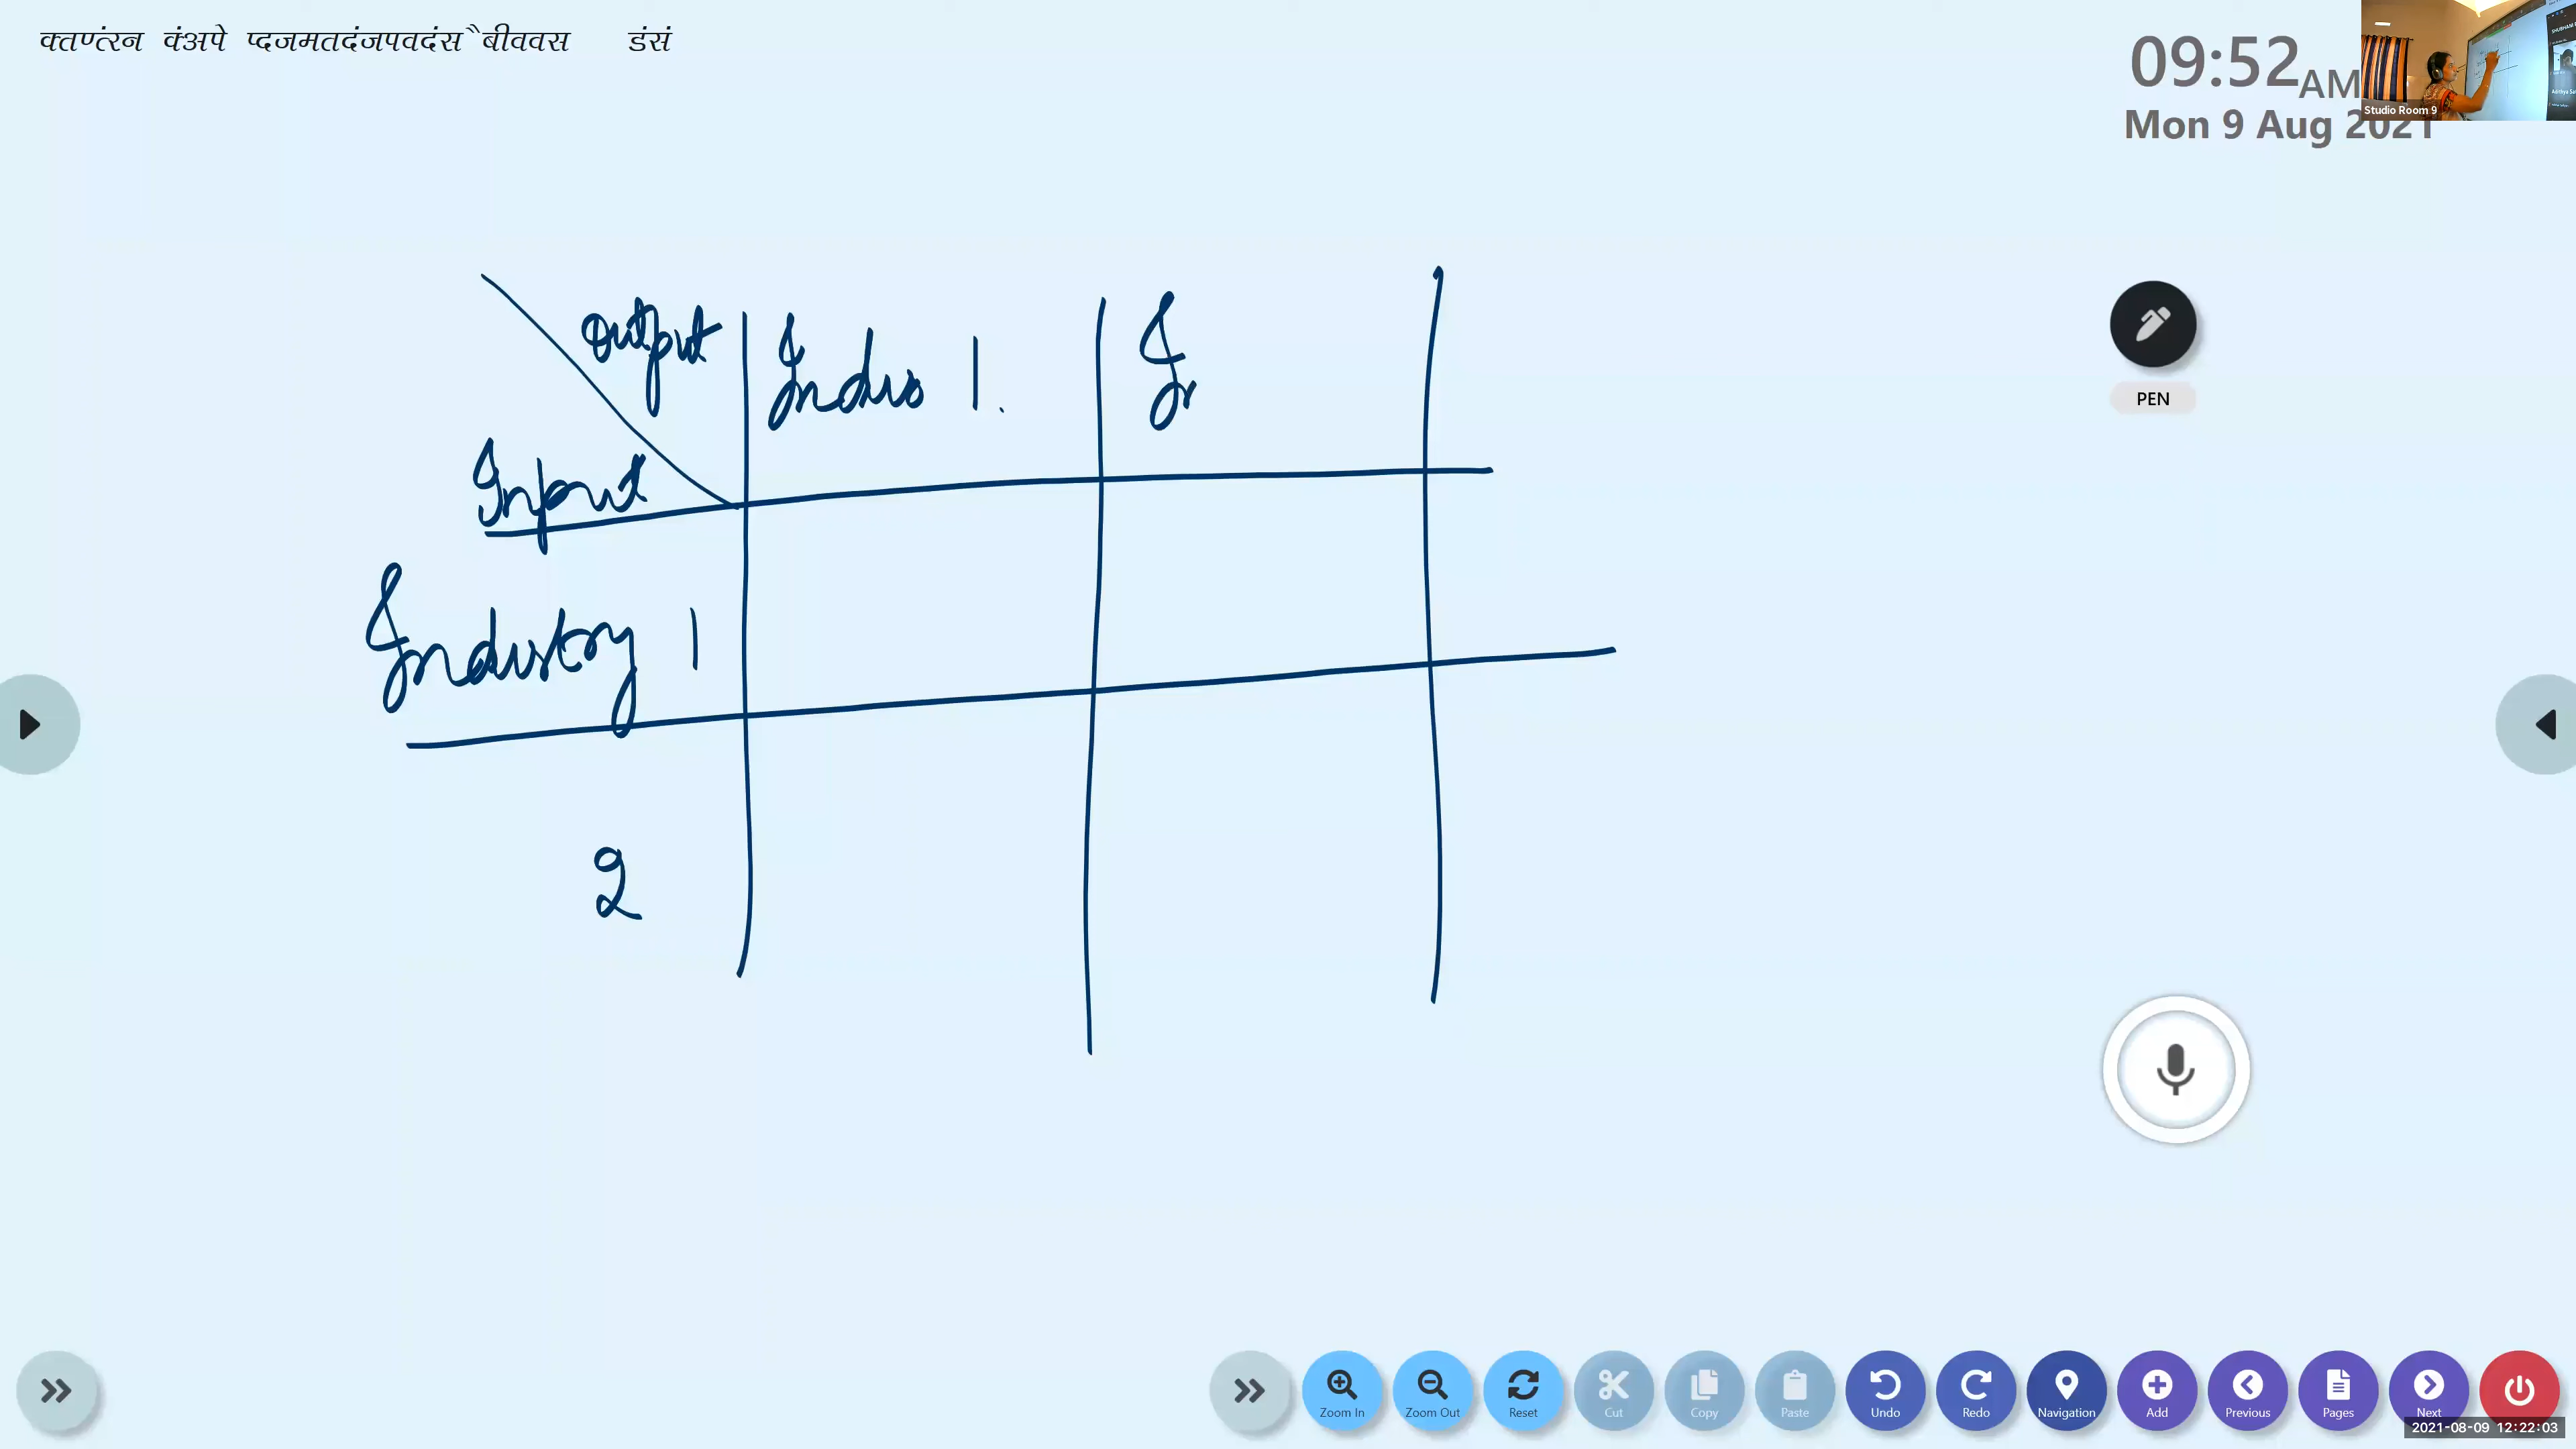 क्तण्ंरन कंअपे प्दजमतदंजपवदंस ैबीववस डंसं
09:52 AM
Mon 9 Aug 2021
Studio Room 9
Output
Indus 1.
Input
Industry 1
2
PEN
Zoom In
Zoom Out
Reset
Cut
Copy
Paste
Undo
Redo
Navigation
Add
Previous
Pages
Next
2021-08-09 12:22:03